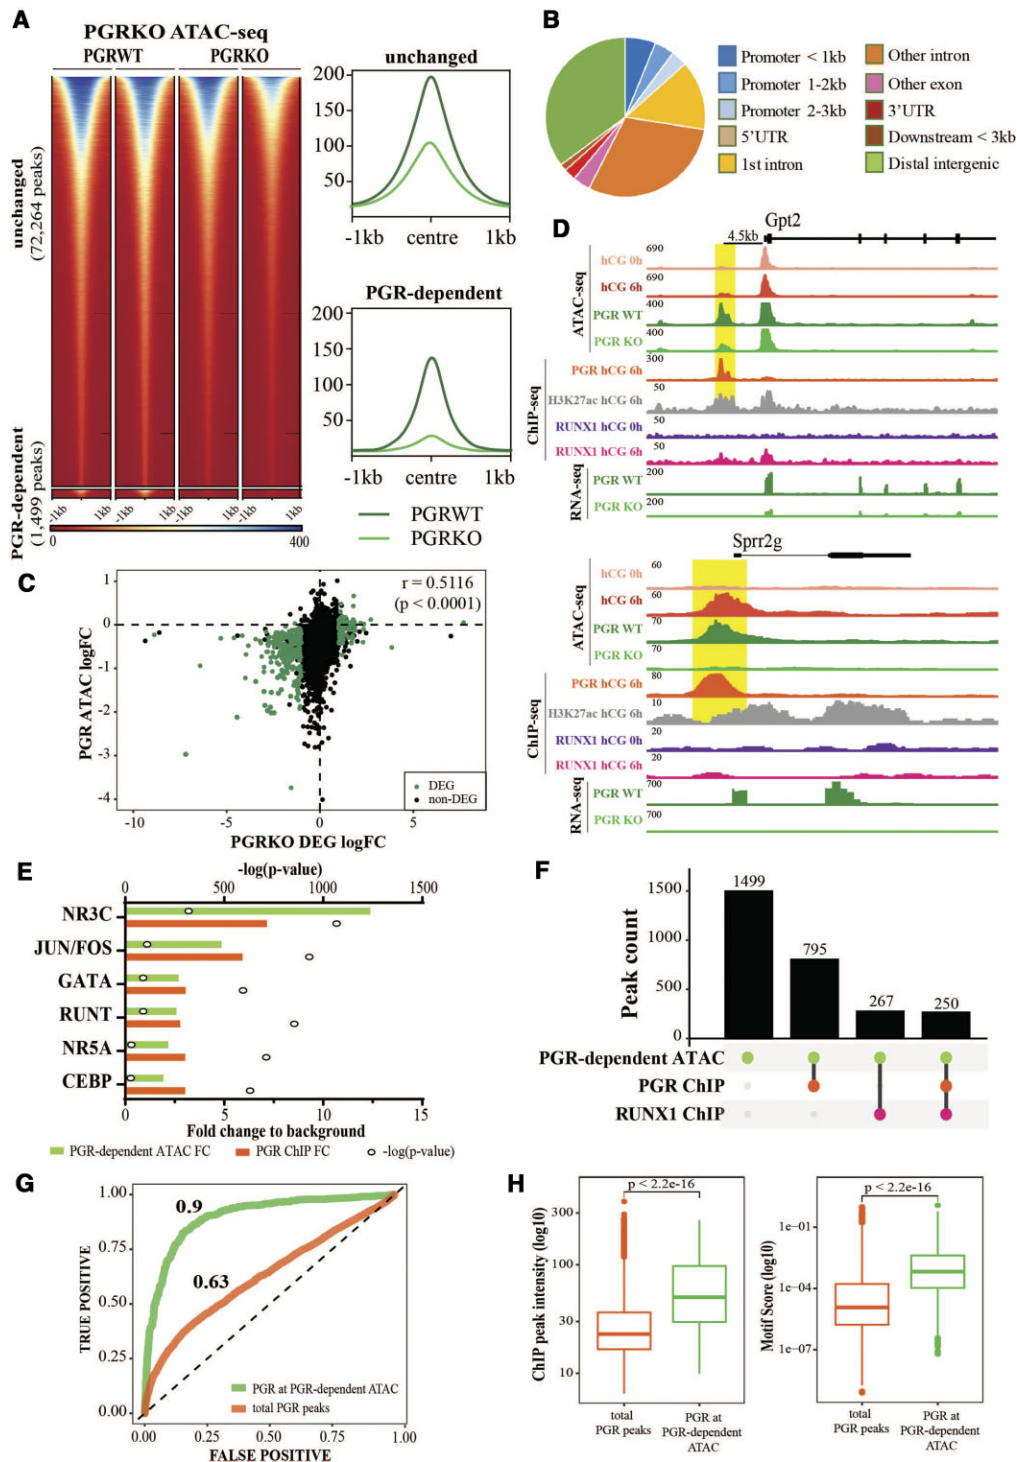 A
PGRKO ATAC-seq
PGRWT PGRKO
unchanged
(72,264 peaks)
PGR-dependent
(1,499 peaks)
-1kb 1kb -1kb 1kb -1kb 1kb -1kb 1kb
0 400
unchanged
200
150
100
50
-1kb centre 1kb
PGR-dependent
200
150
100
50
-1kb centre 1kb
PGRWT
PGRKO
B
Promoter < 1kb
Promoter 1-2kb
Promoter 2-3kb
5'UTR
1st intron
Other intron
Other exon
3'UTR
Downstream < 3kb
Distal intergenic
C
r = 0.5116
(p < 0.0001)
PGR ATAC logFC
1
0
-1
-2
-3
-4
DEG
non-DEG
-10 -5 0 5
PGRKO DEG logFC
D
Gpt2
4.5kb
ATAC-seq
690
hCG 0h
690
hCG 6h
400
PGR WT
400
PGR KO
ChIP-seq
300
PGR hCG 6h
50
H3K27ac hCG 6h
50
RUNX1 hCG 0h
50
RUNX1 hCG 6h
RNA-seq
200
PGR WT
200
PGR KO
Sprr2g
ATAC-seq
60
hCG 0h
60
hCG 6h
70
PGR WT
70
PGR KO
ChIP-seq
80
PGR hCG 6h
10
H3K27ac hCG 6h
20
RUNX1 hCG 0h
20
RUNX1 hCG 6h
RNA-seq
700
PGR WT
700
PGR KO
E
-log(p-value)
0 500 1000 1500
NR3C
JUN/FOS
GATA
RUNT
NR5A
CEBP
0 5 10 15
Fold change to background
PGR-dependent ATAC FC PGR ChIP FC -log(p-value)
F
Peak count
1500
1000
500
0
1499
795
267
250
PGR-dependent ATAC
PGR ChIP
RUNX1 ChIP
G
TRUE POSITIVE
1.00
0.75
0.50
0.25
0.00
0.9
0.63
PGR at PGR-dependent ATAC
total PGR peaks
0.00 0.25 0.50 0.75 1.00
FALSE POSITIVE
H
p < 2.2e-16
ChIP peak intensity (log10)
300
100
30
10
total
PGR peaks
PGR at
PGR-dependent
ATAC
p < 2.2e-16
Motif Score (log10)
1e-01
1e-04
1e-07
total
PGR peaks
PGR at
PGR-dependent
ATAC